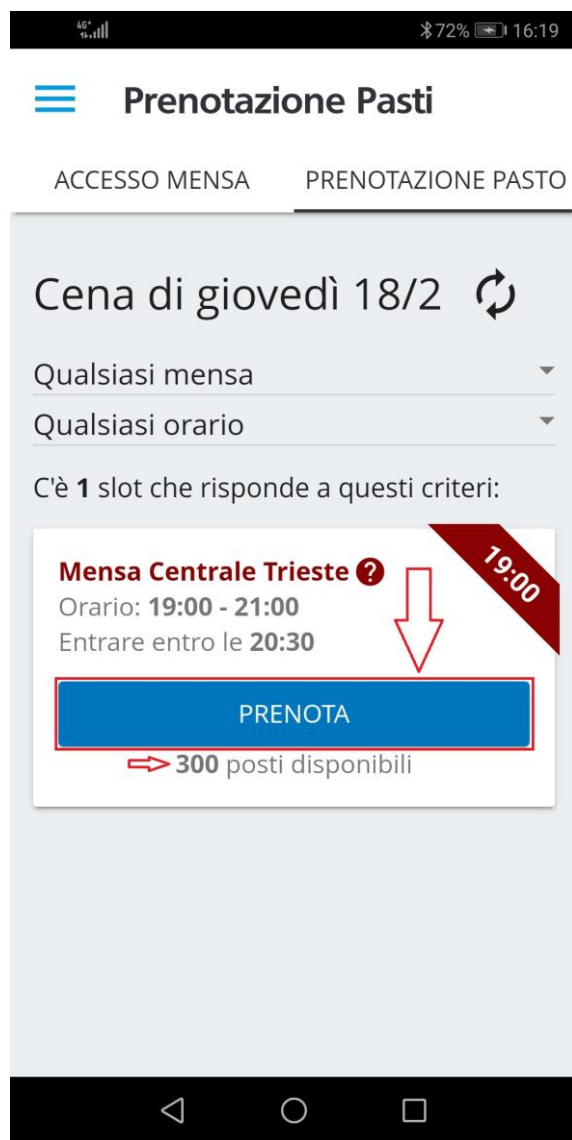 4G+ 72% 16:19
Prenotazione Pasti
ACCESSO MENSA PRENOTAZIONE PASTO
Cena di giovedì 18/2
Qualsiasi mensa
Qualsiasi orario
C'è 1 slot che risponde a questi criteri:
19:00
Mensa Centrale Trieste ?
Orario: 19:00 - 21:00
Entrare entro le 20:30
PRENOTA
300 posti disponibili